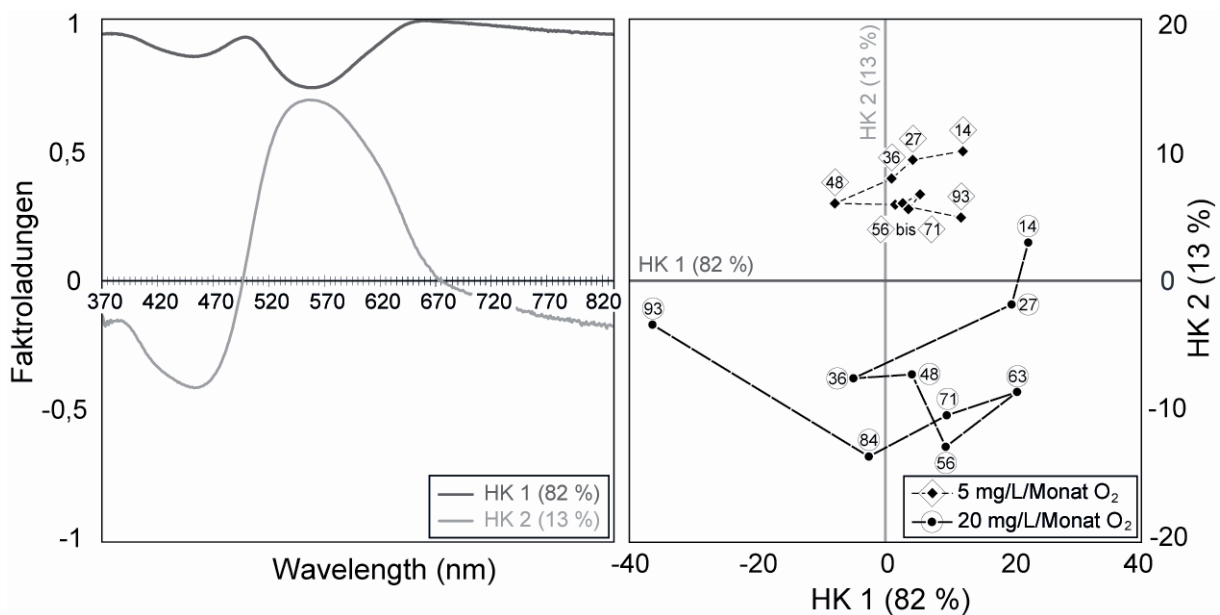 1
0,5
0
-0,5
-1
Faktroladungen
370 420 470 520 570 620 670 720 770 820
HK 1 (82 %)
HK 2 (13 %)
Wavelength (nm)
HK 2 (13 %)
HK 1 (82 %)
14
27
36
48
93
56 bis 71
14
27
93
36
48
63
71
84
56
5 mg/L/Monat O₂
20 mg/L/Monat O₂
-40 -20 0 20 40
HK 1 (82 %)
20
10
0
-10
-20
HK 2 (13 %)